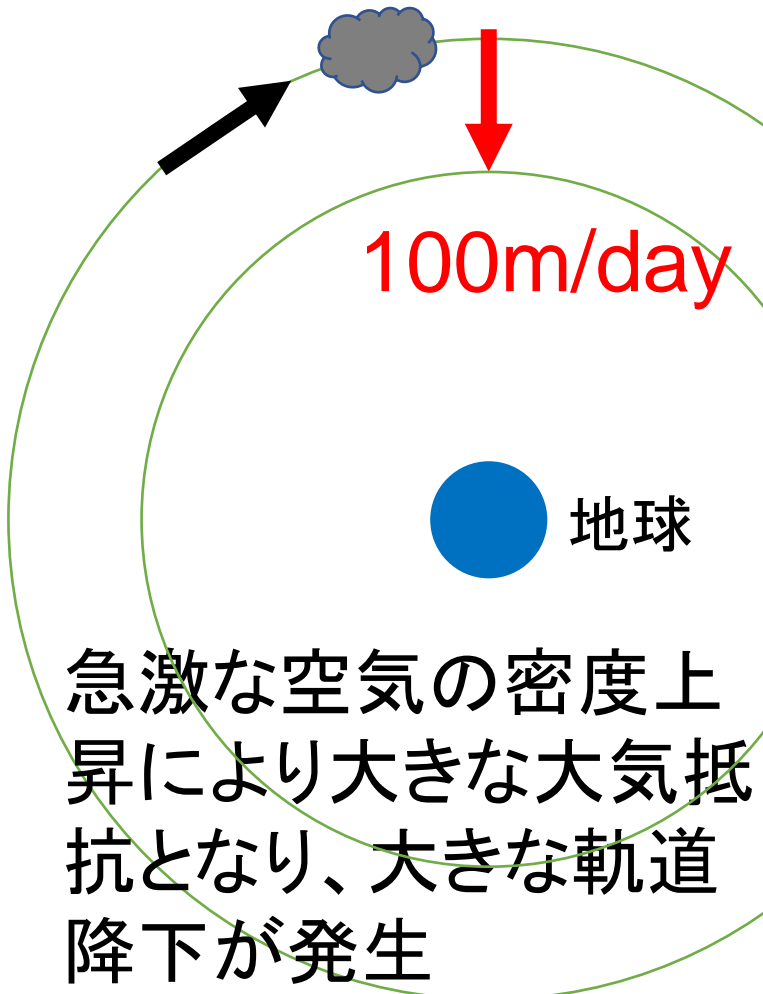 100m/day
地球
急激な空気の密度上
昇により大きな大気抵
抗となり、大きな軌道
降下が発生